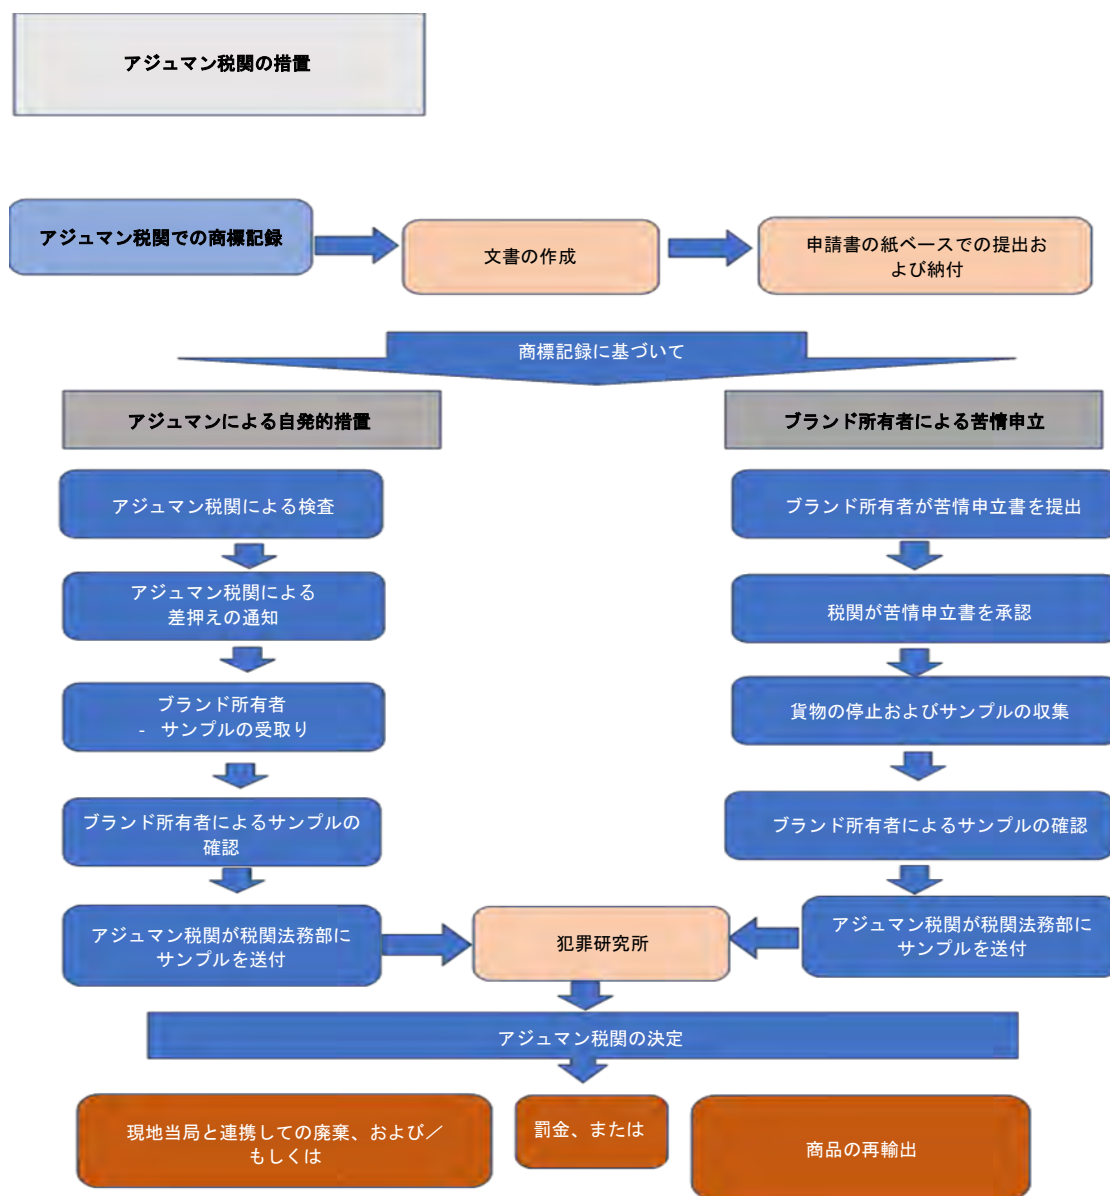 アジュマン税関の措置
アジュマン税関での商標記録
文書の作成
申請書の紙ベースでの提出お
よび納付
商標記録に基づいて
アジュマンによる自発的措置
アジュマン税関による検査
アジュマン税関による
差押えの通知
ブランド所有者
- サンプルの受取り
ブランド所有者によるサンプルの
確認
アジュマン税関が税関法務部に
サンプルを送付
ブランド所有者による苦情申立
ブランド所有者が苦情申立書を提出
税関が苦情申立書を承認
貨物の停止およびサンプルの収集
ブランド所有者によるサンプルの確認
アジュマン税関が税関法務部に
サンプルを送付
犯罪研究所
アジュマン税関の決定
現地当局と連携しての廃棄、および／
もしくは
罰金、または
商品の再輸出